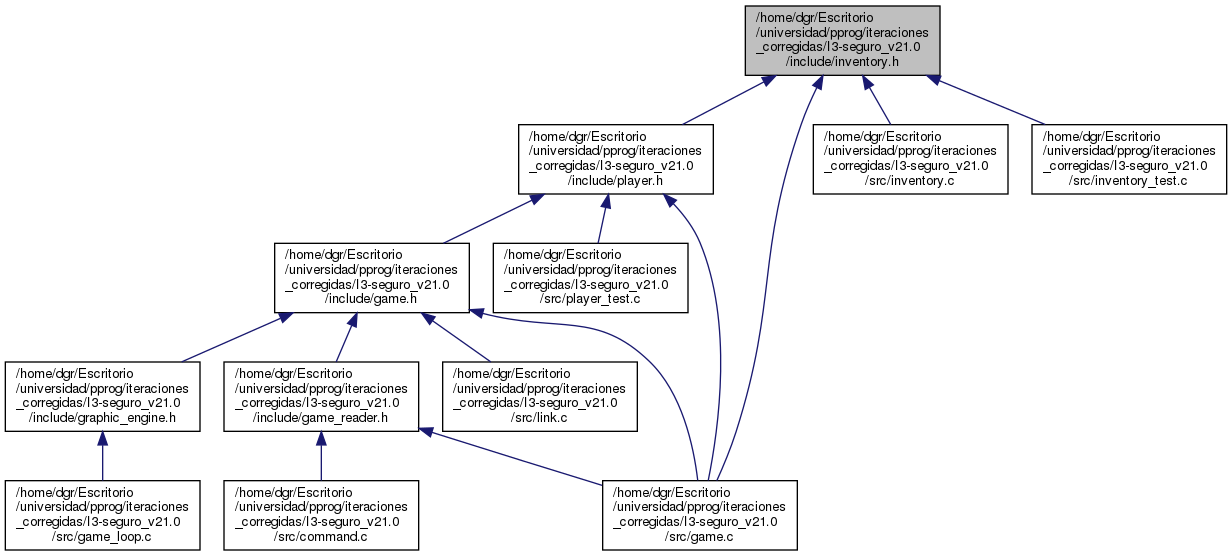 /home/dgr/Escritorio
/universidad/pprog/iteraciones
_corregidas/I3-seguro_v21.0
/include/inventory.h
/home/dgr/Escritorio
/universidad/pprog/iteraciones
_corregidas/I3-seguro_v21.0
/include/player.h
/home/dgr/Escritorio
/universidad/pprog/iteraciones
_corregidas/I3-seguro_v21.0
/src/inventory.c
/home/dgr/Escritorio
/universidad/pprog/iteraciones
_corregidas/I3-seguro_v21.0
/src/inventory_test.c
/home/dgr/Escritorio
/universidad/pprog/iteraciones
_corregidas/I3-seguro_v21.0
/include/game.h
/home/dgr/Escritorio
/universidad/pprog/iteraciones
_corregidas/I3-seguro_v21.0
/src/player_test.c
/home/dgr/Escritorio
/universidad/pprog/iteraciones
_corregidas/I3-seguro_v21.0
/include/graphic_engine.h
/home/dgr/Escritorio
/universidad/pprog/iteraciones
_corregidas/I3-seguro_v21.0
/include/game_reader.h
/home/dgr/Escritorio
/universidad/pprog/iteraciones
_corregidas/I3-seguro_v21.0
/src/link.c
/home/dgr/Escritorio
/universidad/pprog/iteraciones
_corregidas/I3-seguro_v21.0
/src/game_loop.c
/home/dgr/Escritorio
/universidad/pprog/iteraciones
_corregidas/I3-seguro_v21.0
/src/command.c
/home/dgr/Escritorio
/universidad/pprog/iteraciones
_corregidas/I3-seguro_v21.0
/src/game.c